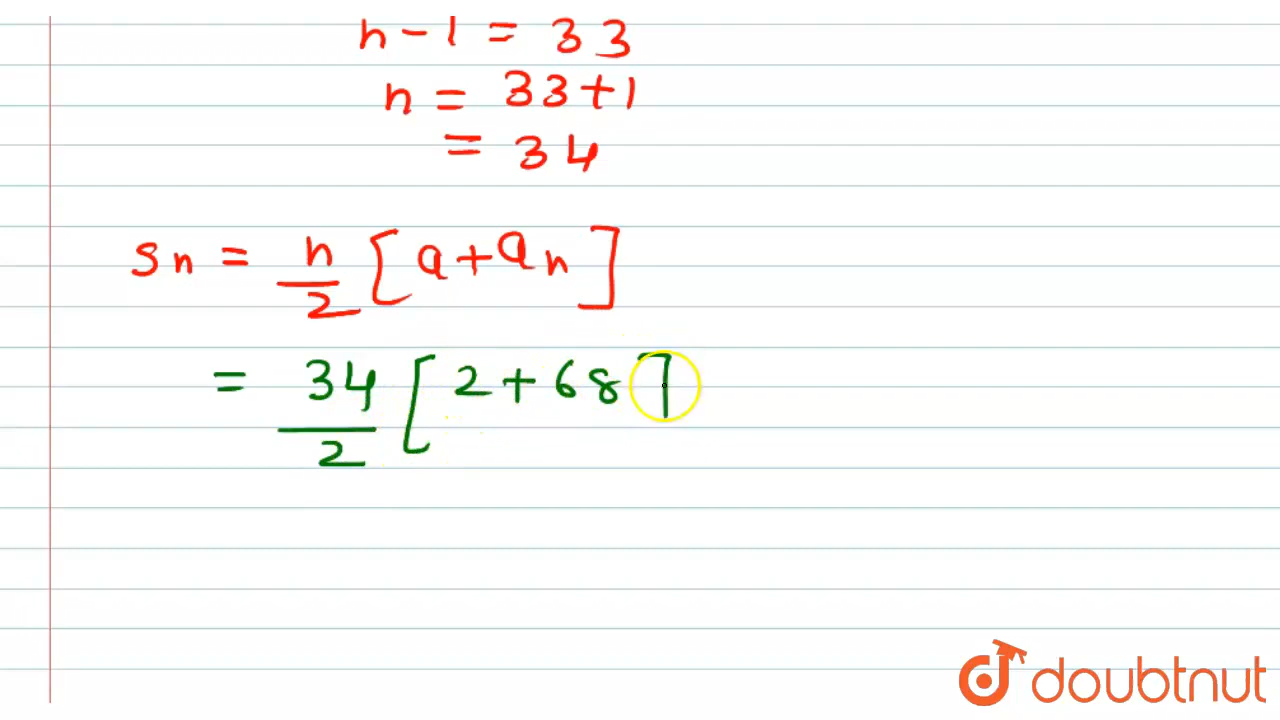 n - 1 = 33
n = 33 + 1
= 34
Sn = n/2 [a + an]
= 34/2 [2 + 68]
doubtnut